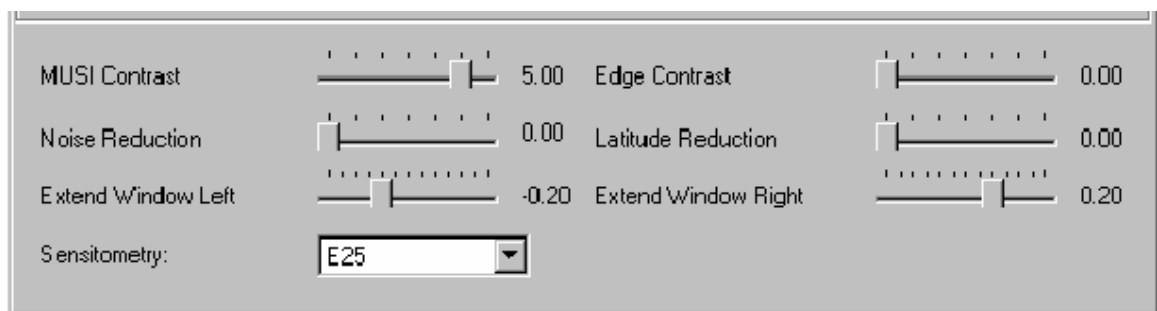 MUSI Contrast 5.00 Edge Contrast 0.00
Noise Reduction 0.00 Latitude Reduction 0.00
Extend Window Left -0.20 Extend Window Right 0.20
Sensitometry: E25